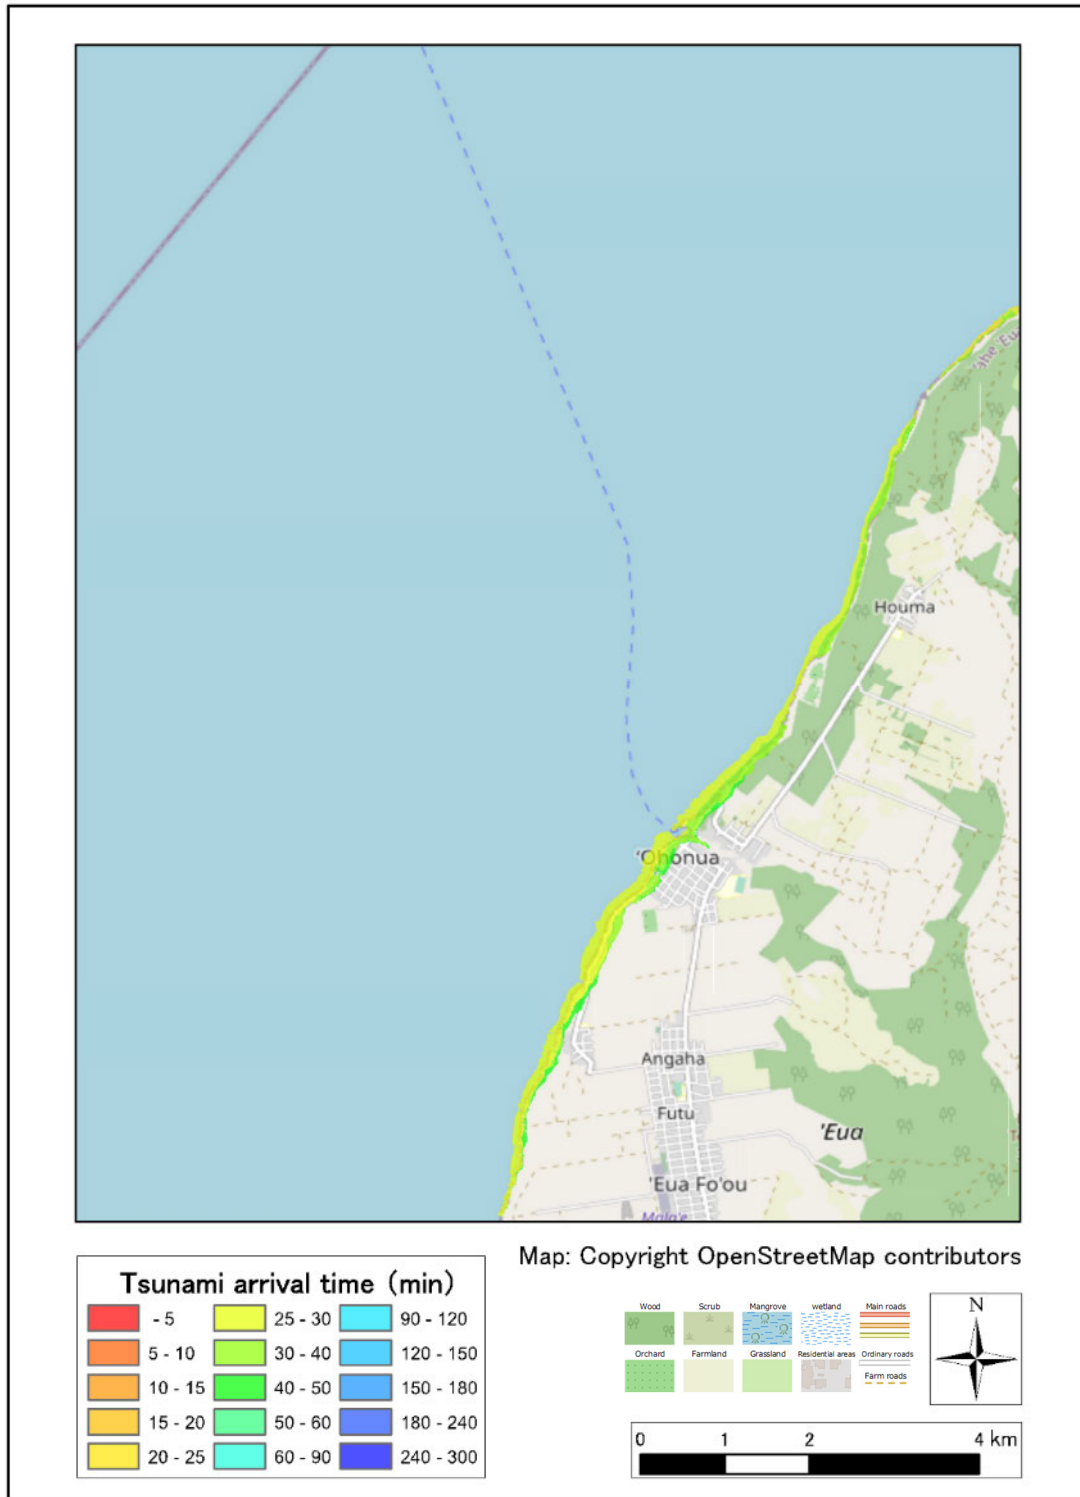 'Eu
Houma
'Ohonua
Angaha
Futu
'Eua
'Eua Fo'ou
Mala'e
Map: Copyright OpenStreetMap contributors
Tsunami arrival time (min)
- 5
25 - 30
90 - 120
5 - 10
30 - 40
120 - 150
10 - 15
40 - 50
150 - 180
15 - 20
50 - 60
180 - 240
20 - 25
60 - 90
240 - 300
Wood
Scrub
Mangrove
wetland
Main roads
Orchard
Farmland
Grassland
Residential areas
Ordinary roads
Farm roads
N
0 1 2 4 km